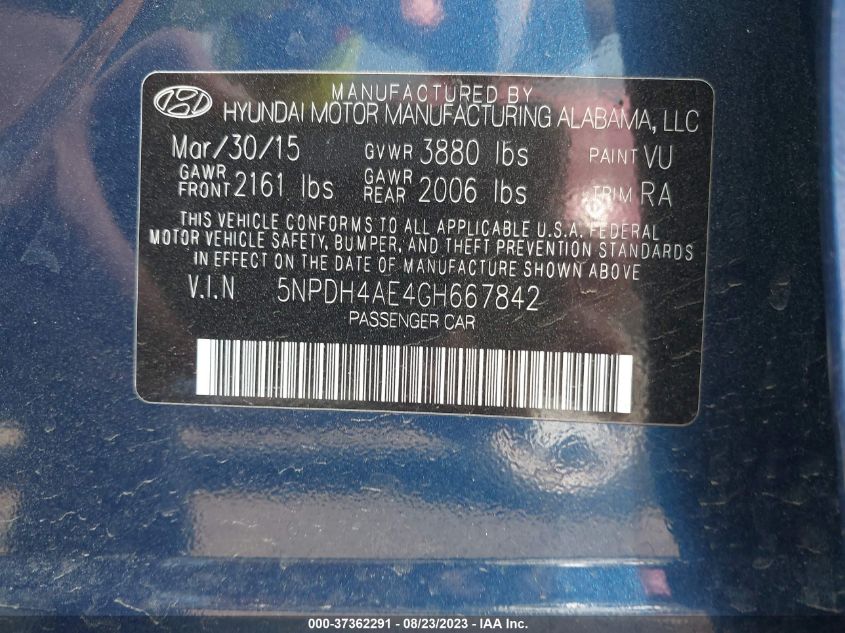 MANUFACTURED BY
HYUNDAI MOTOR MANUFACTURING ALABAMA, LLC
Mar/30/15 GVWR 3880 lbs PAINT VU
GAWR FRONT 2161 lbs GAWR REAR 2006 lbs TRIM RA
THIS VEHICLE CONFORMS TO ALL APPLICABLE U.S.A. FEDERAL
MOTOR VEHICLE SAFETY, BUMPER, AND THEFT PREVENTION STANDARDS
IN EFFECT ON THE DATE OF MANUFACTURE SHOWN ABOVE
V.I.N 5NPDH4AE4GH667842
PASSENGER CAR
000-37362291 - 08/23/2023 - Copyright © IAA, Inc.